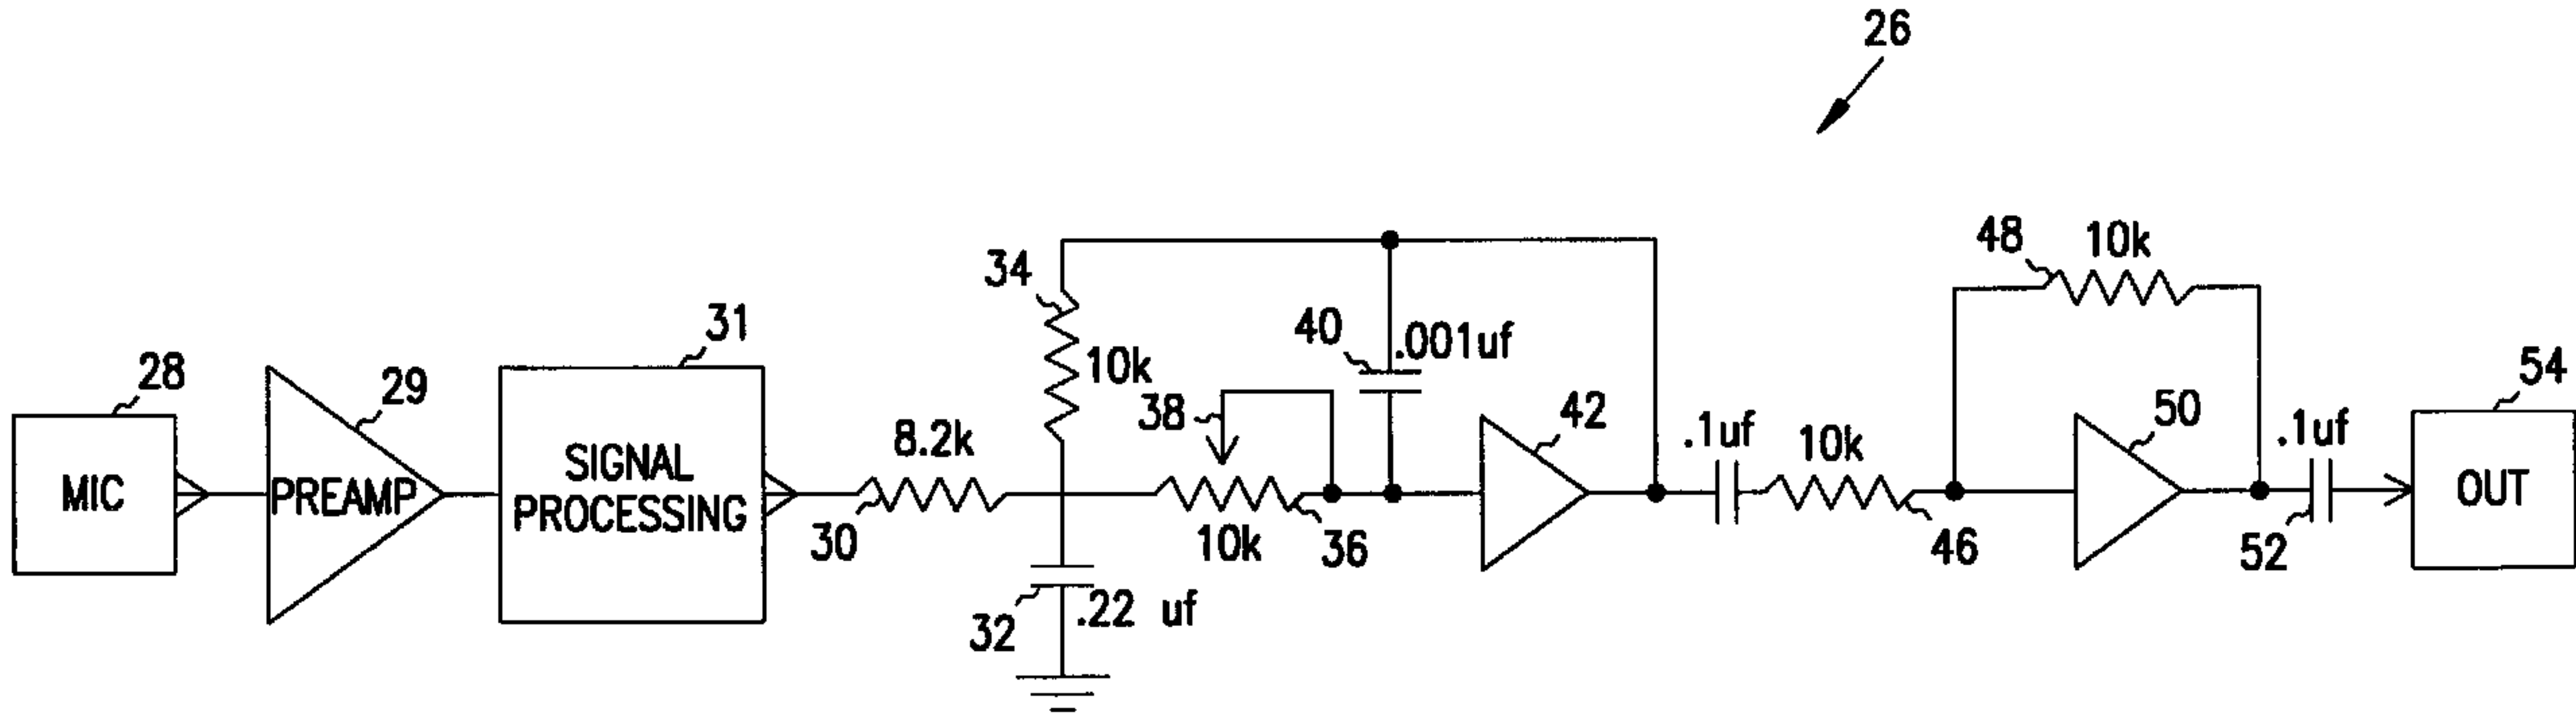 26
48
10k
34
31
40
.001uf
28
29
10k
38
42
50
54
8.2k
.1uf
10k
.1uf
MIC
PREAMP
SIGNAL
PROCESSING
OUT
30
10k
36
46
52
32
.22 uf